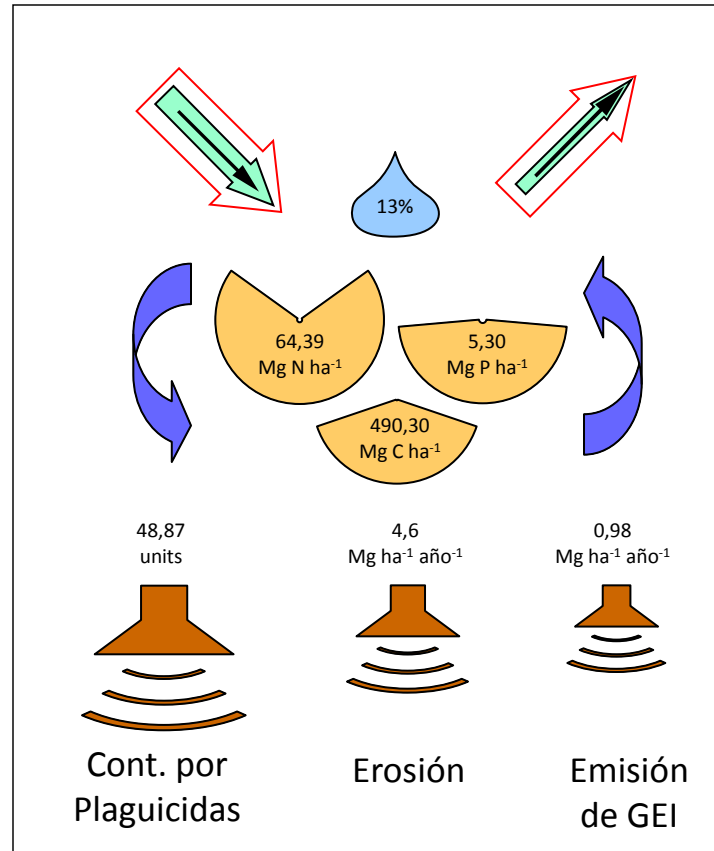 13%
64,39
Mg N ha⁻¹
5,30
Mg P ha⁻¹
490,30
Mg C ha⁻¹
48,87
units
4,6
Mg ha⁻¹ año⁻¹
0,98
Mg ha⁻¹ año⁻¹
Cont. por
Plaguicidas
Erosión
Emisión
de GEI